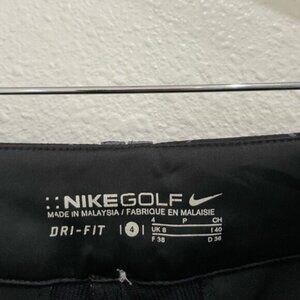 NIKEGOLF
MADE IN MALAYSIA / FABRIQUE EN MALAISIE
DRI-FIT 4
4 P CH
UK 8 I 40
F 38 D 36